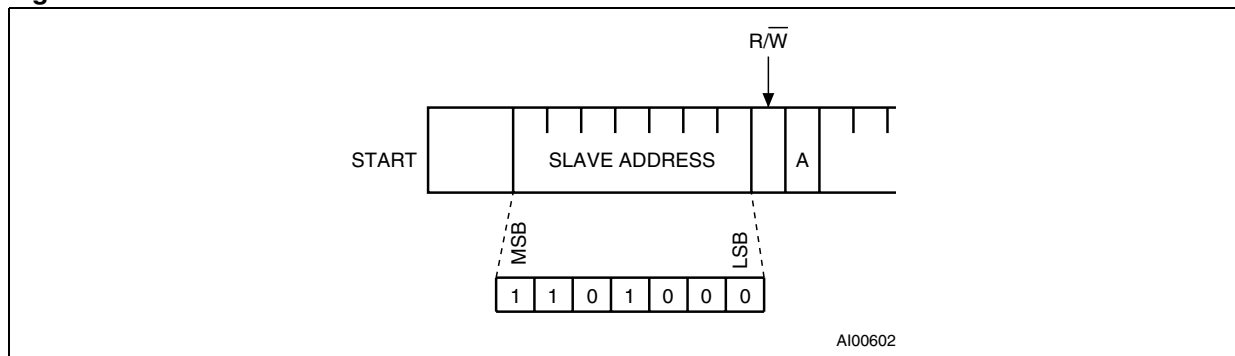 R/W
START
SLAVE ADDRESS
A
MSB
LSB
1 1 0 1 0 0 0
AI00602